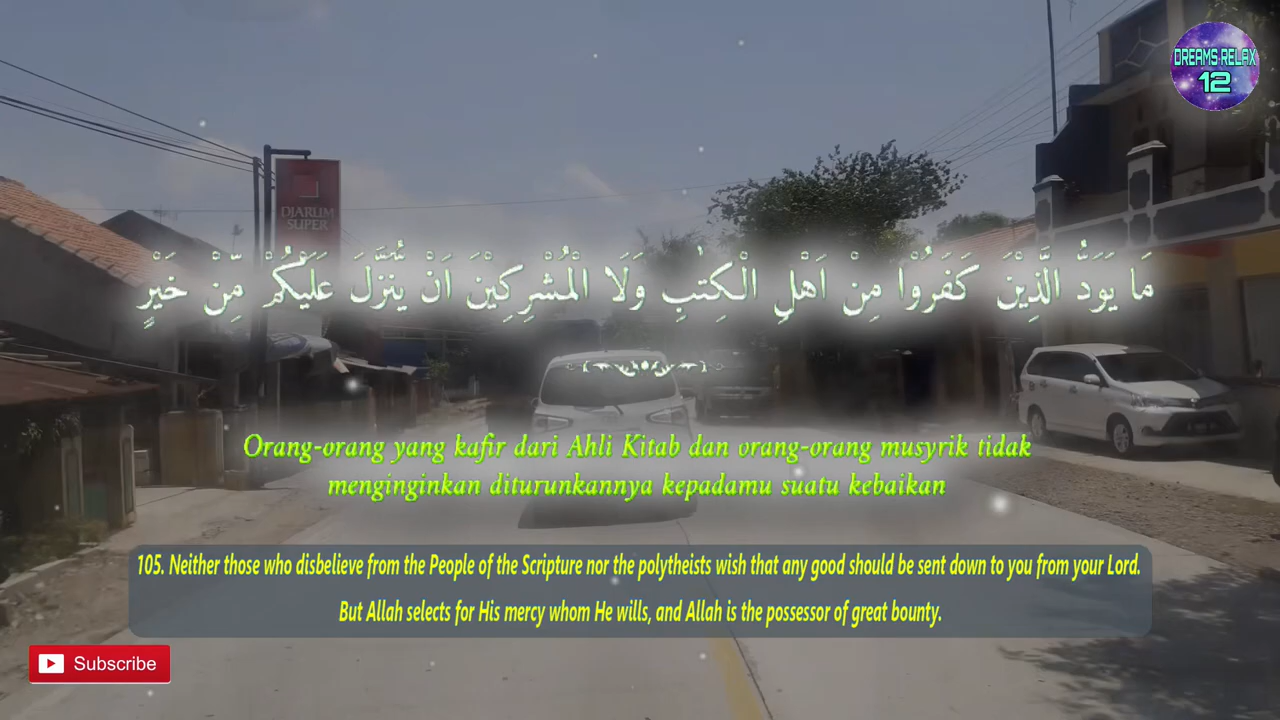 DREAMS RELAX
12
DJARUM
SUPER
مَا يَوَدُّ الَّذِيْنَ كَفَرُوْا مِنْ اَهْلِ الْكِتٰبِ وَلَا الْمُشْرِكِيْنَ اَنْ يُّنَزَّلَ عَلَيْكُمْ مِّنْ خَيْرٍ
Orang-orang yang kafir dari Ahli Kitab dan orang-orang musyrik tidak
menginginkan diturunkannya kepadamu suatu kebaikan
105. Neither those who disbelieve from the People of the Scripture nor the polytheists wish that any good should be sent down to you from your Lord.
But Allah selects for His mercy whom He wills, and Allah is the possessor of great bounty.
Subscribe